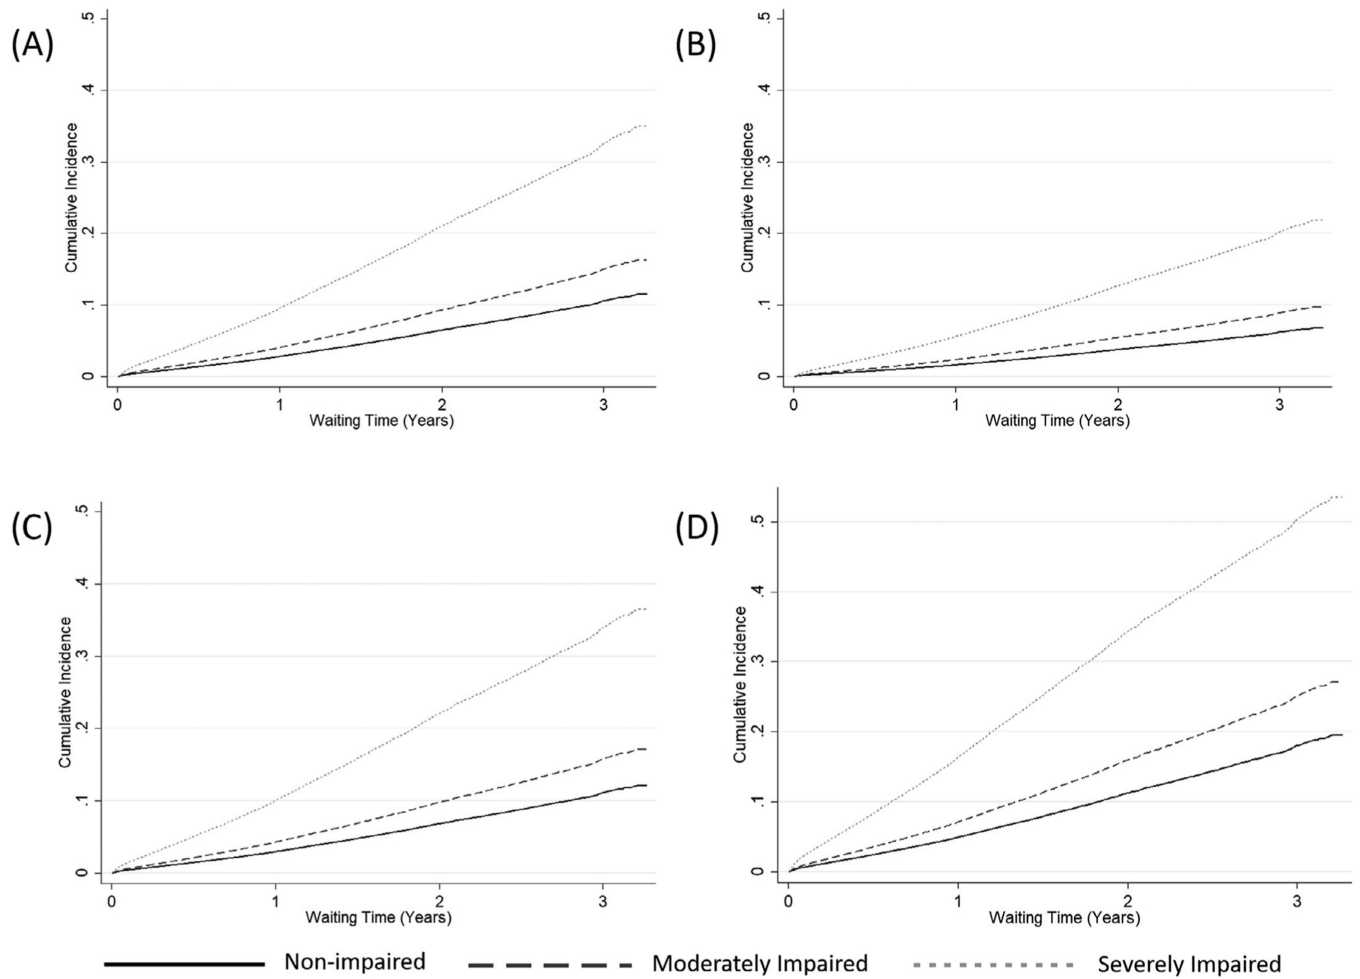 (A)
.5
.4
.3
.2
.1
0
Cumulative Incidence
0 1 2 3
Waiting Time (Years)
(B)
.5
.4
.3
.2
.1
0
Cumulative Incidence
0 1 2 3
Waiting Time (Years)
(C)
.5
.4
.3
.2
.1
0
Cumulative Incidence
0 1 2 3
Waiting Time (Years)
(D)
.5
.4
.3
.2
.1
0
Cumulative Incidence
0 1 2 3
Waiting Time (Years)
Non-impaired Moderately Impaired Severely Impaired